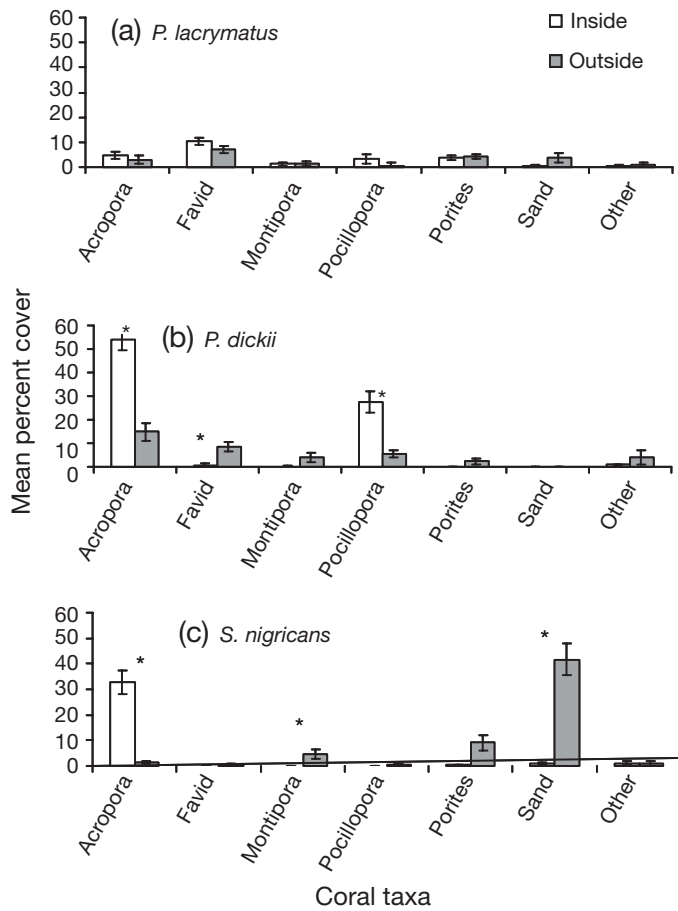 (a) P. lacrymatus
Inside
Outside
60
50
40
30
20
10
0
Acropora
Favid
Montipora
Pocillopora
Porites
Sand
Other
Mean percent cover
(b) P. dickii
60
50
40
30
20
10
0
*
*
*
Acropora
Favid
Montipora
Pocillopora
Porites
Sand
Other
(c) S. nigricans
60
50
40
30
20
10
0
*
*
*
Acropora
Favid
Montipora
Pocillopora
Porites
Sand
Other
Coral taxa